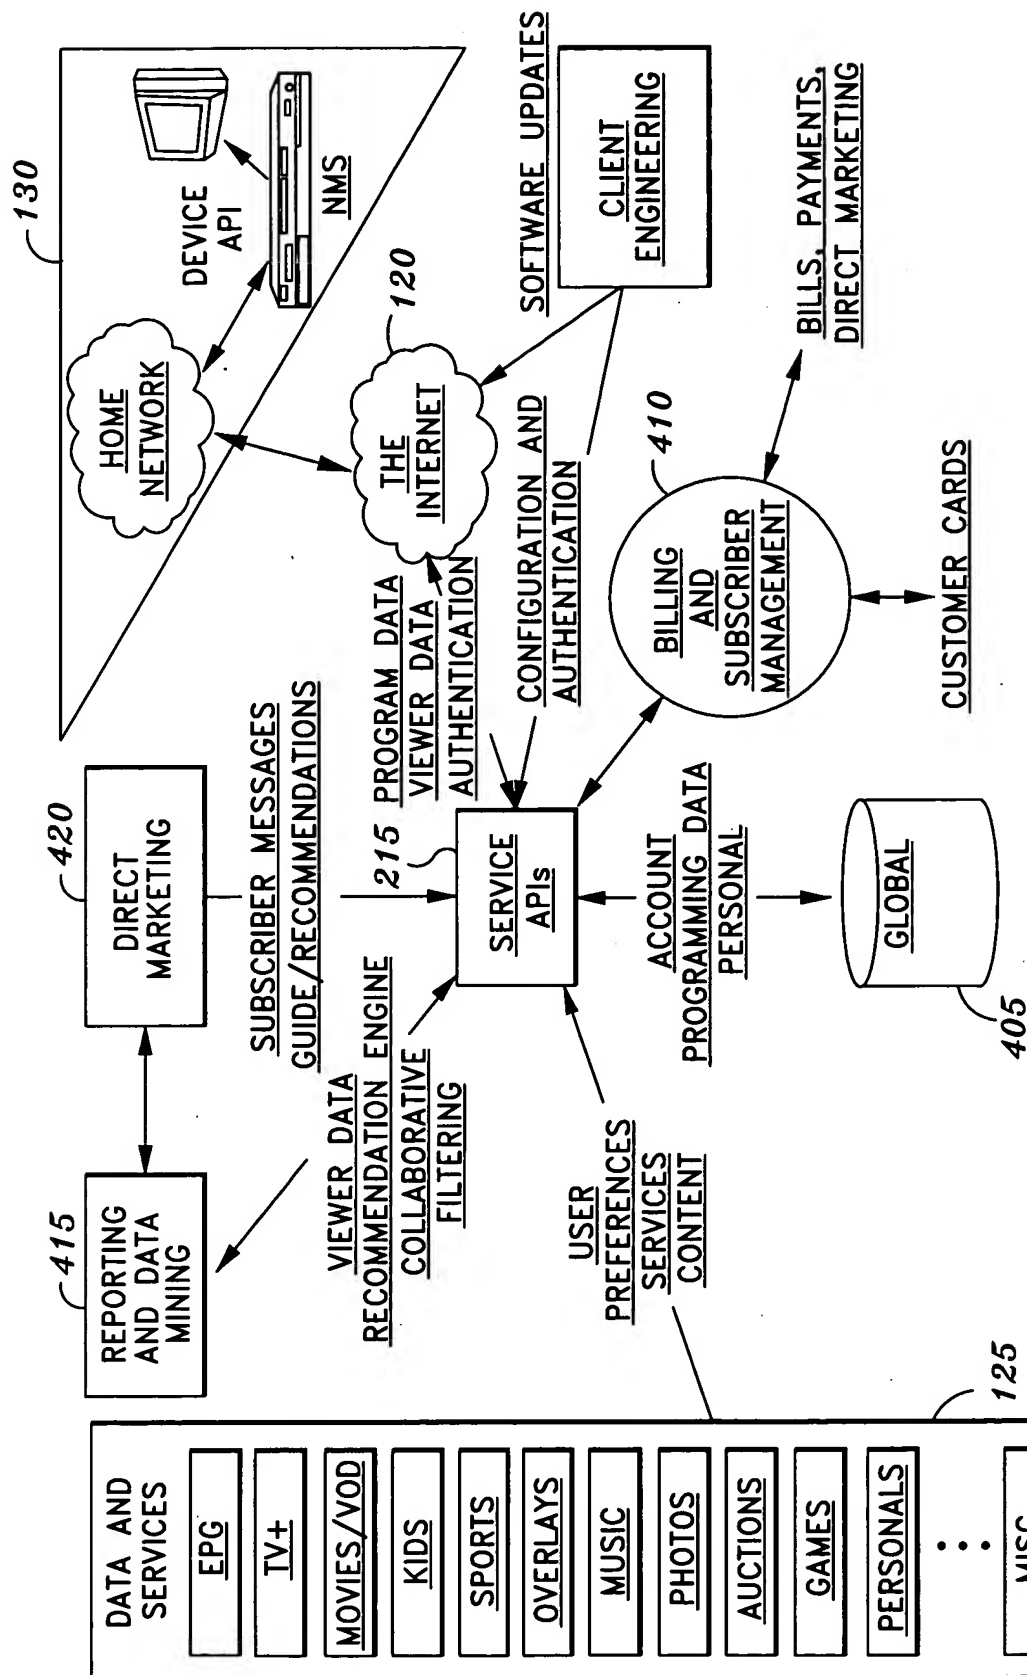 DATA AND
SERVICES
EPG
TV+
MOVIES/VOD
KIDS
SPORTS
OVERLAYS
MUSIC
PHOTOS
AUCTIONS
GAMES
PERSONALS
MISC
125
415
REPORTING
AND DATA
MINING
420
DIRECT
MARKETING
SUBSCRIBER MESSAGES
GUIDE/RECOMMENDATIONS
VIEWER DATA
RECOMMENDATION ENGINE
COLLABORATIVE
FILTERING
USER
PREFERENCES
SERVICES
CONTENT
215
SERVICE
APIs
ACCOUNT
PROGRAMMING DATA
PERSONAL
GLOBAL
405
PROGRAM DATA
VIEWER DATA
AUTHENTICATION
CONFIGURATION AND
AUTHENTICATION
410
BILLING
AND
SUBSCRIBER
MANAGEMENT
CUSTOMER CARDS
BILLS, PAYMENTS,
DIRECT MARKETING
130
HOME
NETWORK
DEVICE
API
NMS
120
THE
INTERNET
SOFTWARE UPDATES
CLIENT
ENGINEERING